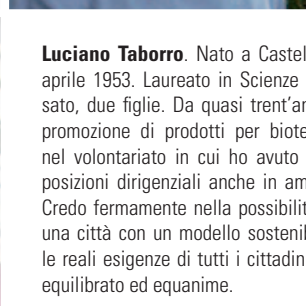 Luciano Taborro. Nato a Castel
aprile 1953. Laureato in Scienze
sato, due figlie. Da quasi trent’a
promozione di prodotti per biote
nel volontariato in cui ho avuto
posizioni dirigenziali anche in am
Credo fermamente nella possibilit
una città con un modello sostenil
le reali esigenze di tutti i cittadin
equilibrato ed equanime.